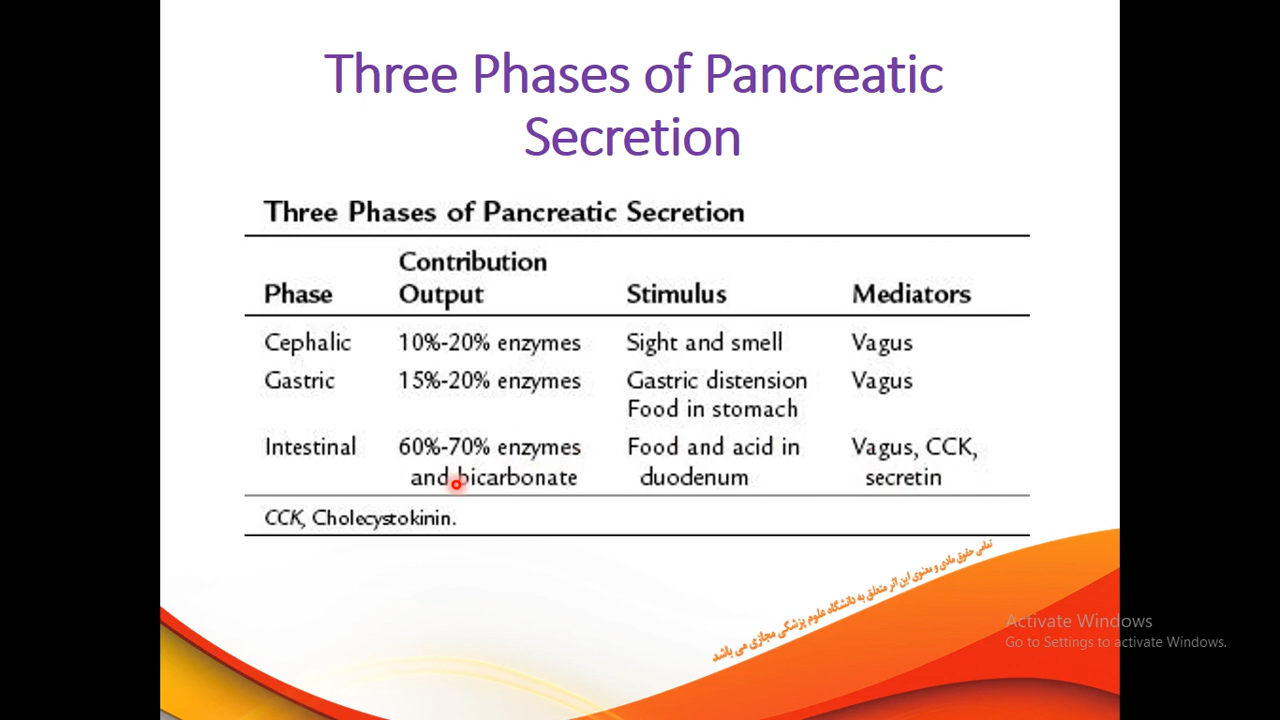 Three Phases of Pancreatic
Secretion
Three Phases of Pancreatic Secretion
Contribution
Phase Output Stimulus Mediators
Cephalic 10%-20% enzymes Sight and smell Vagus
Gastric 15%-20% enzymes Gastric distension Vagus
Food in stomach
Intestinal 60%-70% enzymes Food and acid in Vagus, CCK,
and bicarbonate duodenum secretin
CCK, Cholecystokinin.
تمامی حقوق مادی و معنوی این اثر متعلق به دانشگاه علوم پزشکی مجازی می باشد
Activate Windows
Go to Settings to activate Windows.